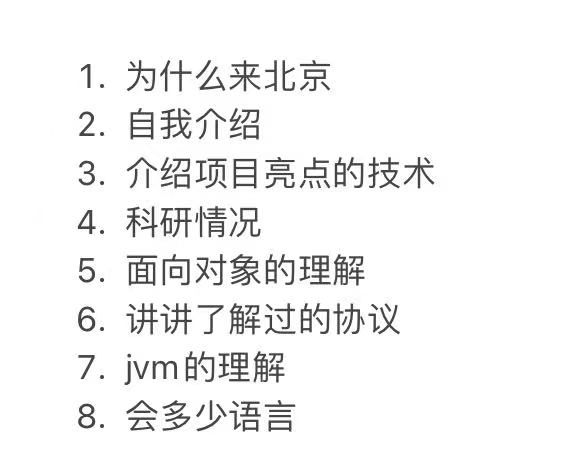 1. 为什么来北京
2. 自我介绍
3. 介绍项目亮点的技术
4. 科研情况
5. 面向对象的理解
6. 讲讲了解过的协议
7. jvm的理解
8. 会多少语言